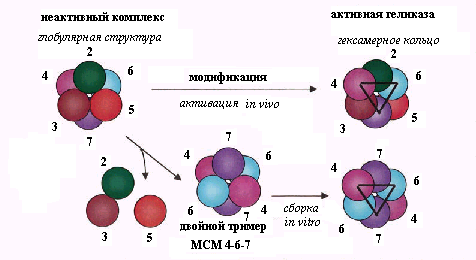 неактивный комплекс
активная геликаза
глобулярная структура
гексамерное кольцо
2
2
4
6
4
6
модификация
активация in vivo
3
5
3
5
7
7
2
7
7
4
6
4
6
3
5
6
4
7
сборка
in vitro
6
4
7
двойной тример
МСМ 4-6-7